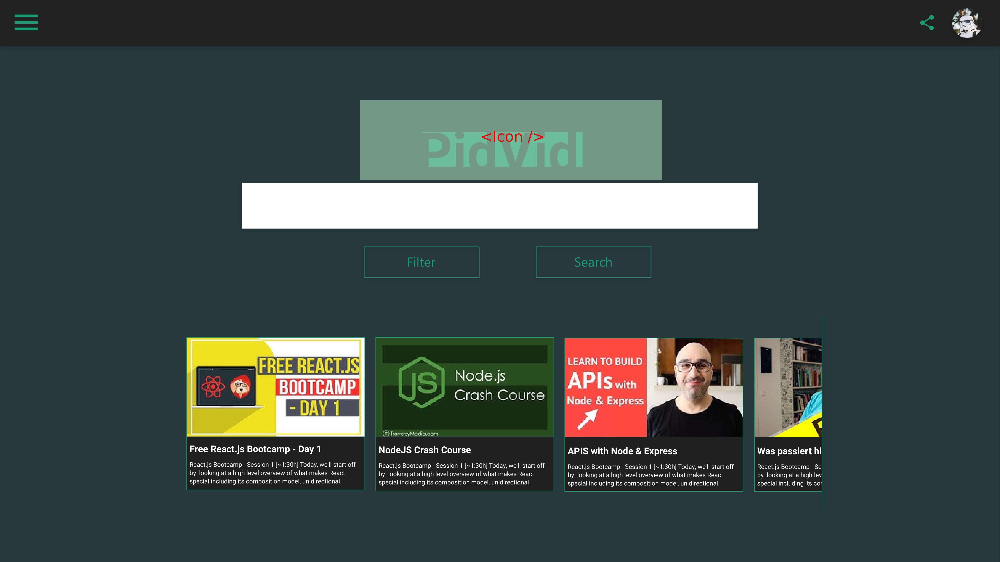 <Icon />
PidVid
Filter
Search
FREE REACT.JS
BOOTCAMP
- DAY 1
Free React.js Bootcamp - Day 1
React.js Bootcamp - Session 1 [~1:30h] Today, we'll start off
by  looking at a high level overview of what makes React
special including its composition model, unidirectional.
JS
Node.js
Crash Course
TraversyMedia.com
NodeJS Crash Course
React.js Bootcamp - Session 1 [~1:30h] Today, we'll start off
by  looking at a high level overview of what makes React
special including its composition model, unidirectional.
LEARN TO BUILD
APIs with
Node & Express
APIS with Node & Express
React.js Bootcamp - Session 1 [~1:30h] Today, we'll start off
by  looking at a high level overview of what makes React
special including its composition model, unidirectional.
Was passiert hi
React.js Bootcamp - Se
by  looking at a high lev
special including its co